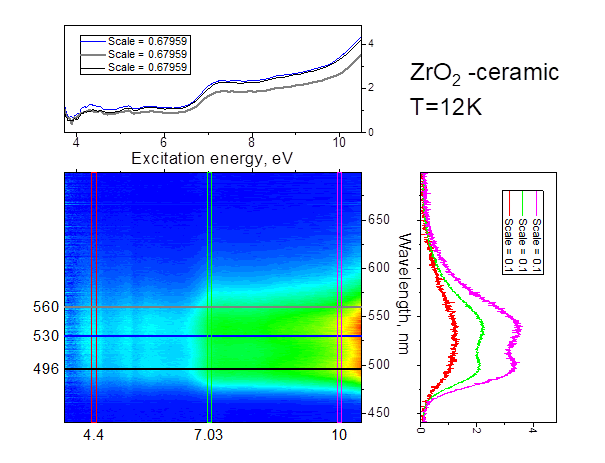 Scale = 0.67959
Scale = 0.67959
Scale = 0.67959
4
2
0
4 6 8 10
Excitation energy, eV
ZrO2 -ceramic
T=12K
650
600
550
500
450
Wavelength, nm
560
530
496
4.4 7.03 10
Scale = 0.1
Scale = 0.1
Scale = 0.1
0 2 4